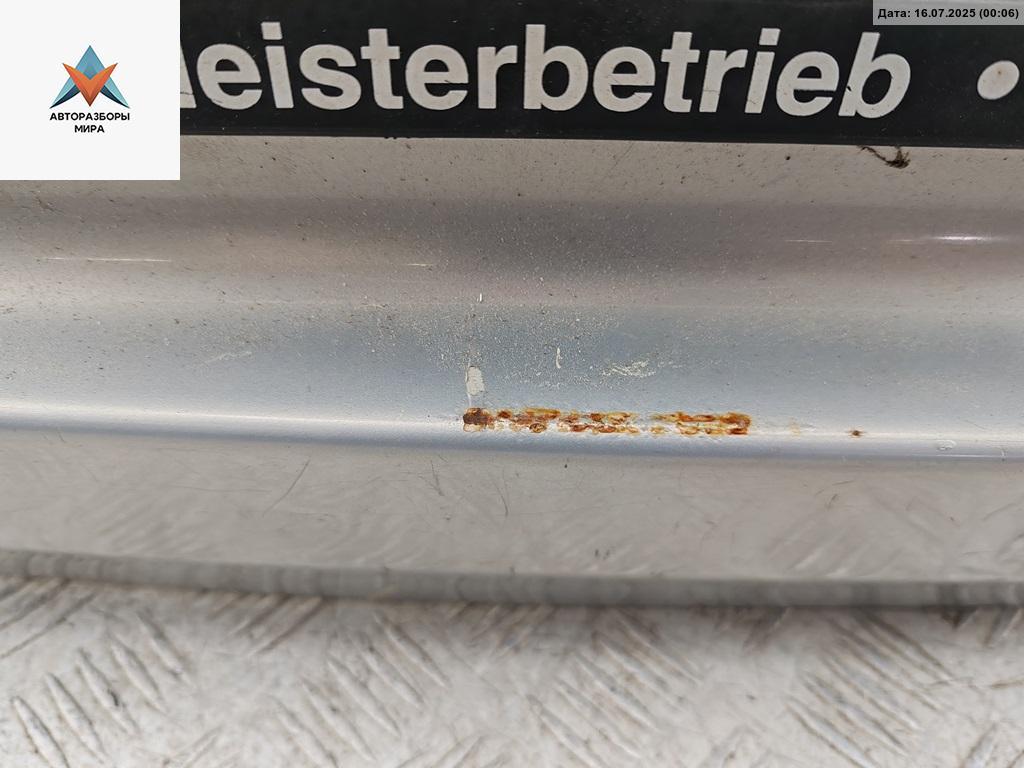 Дата: 16.07.2025 (00:06)
eisterbetrieb •
АВТОРАЗБОРЫ
МИРА